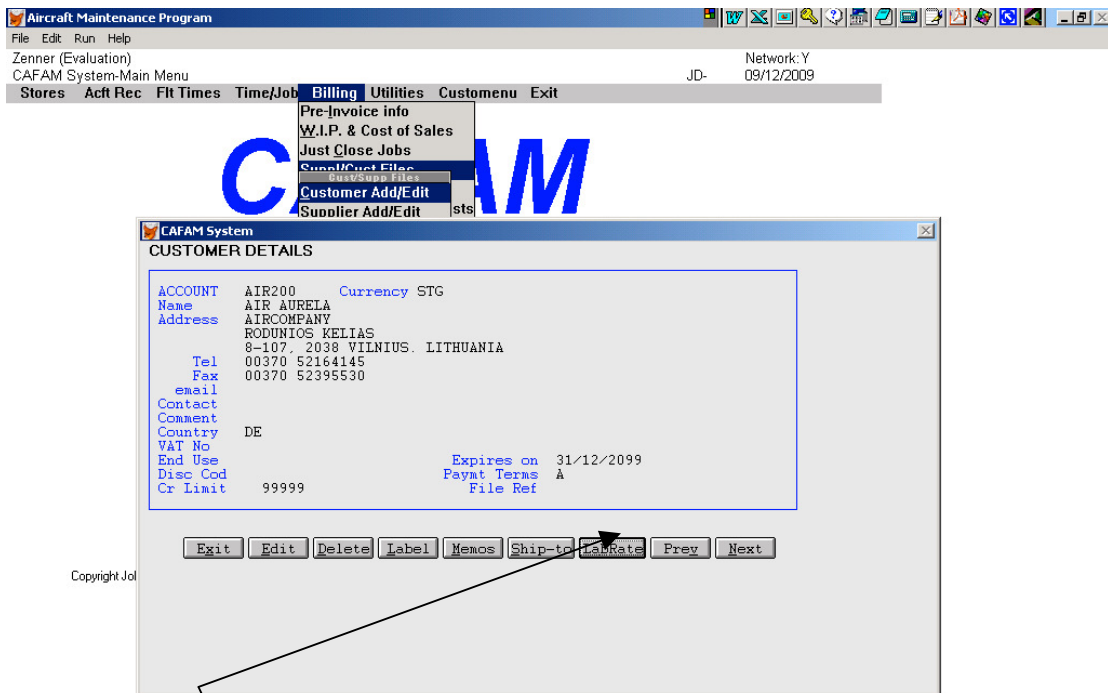 Aircraft Maintenance Program
File Edit Run Help
Zenner (Evaluation) Network: Y
CAFAM System-Main Menu JD- 09/12/2009
Stores Acft Rec Flt Times Time/Job Billing Utilities Customenu Exit
Pre-Invoice info
W.I.P. & Cost of Sales
Just Close Jobs
Suppl/Cust Files
Cust/Supp Files
Customer Add/Edit
Supplier Add/Edit sts
CAFAM System
CUSTOMER DETAILS
ACCOUNT AIR200 Currency STG
Name AIR AURELA
Address AIRCOMPANY
RODUNIOS KELIAS
8-107, 2038 VILNIUS. LITHUANIA
Tel 00370 52164145
Fax 00370 52395530
email
Contact
Comment
Country DE
VAT No
End Use Expires on 31/12/2099
Disc Cod Paymt Terms A
Cr Limit 99999 File Ref
Exit Edit Delete Label Memos Ship-to LabRate Prev Next
Copyright Jol